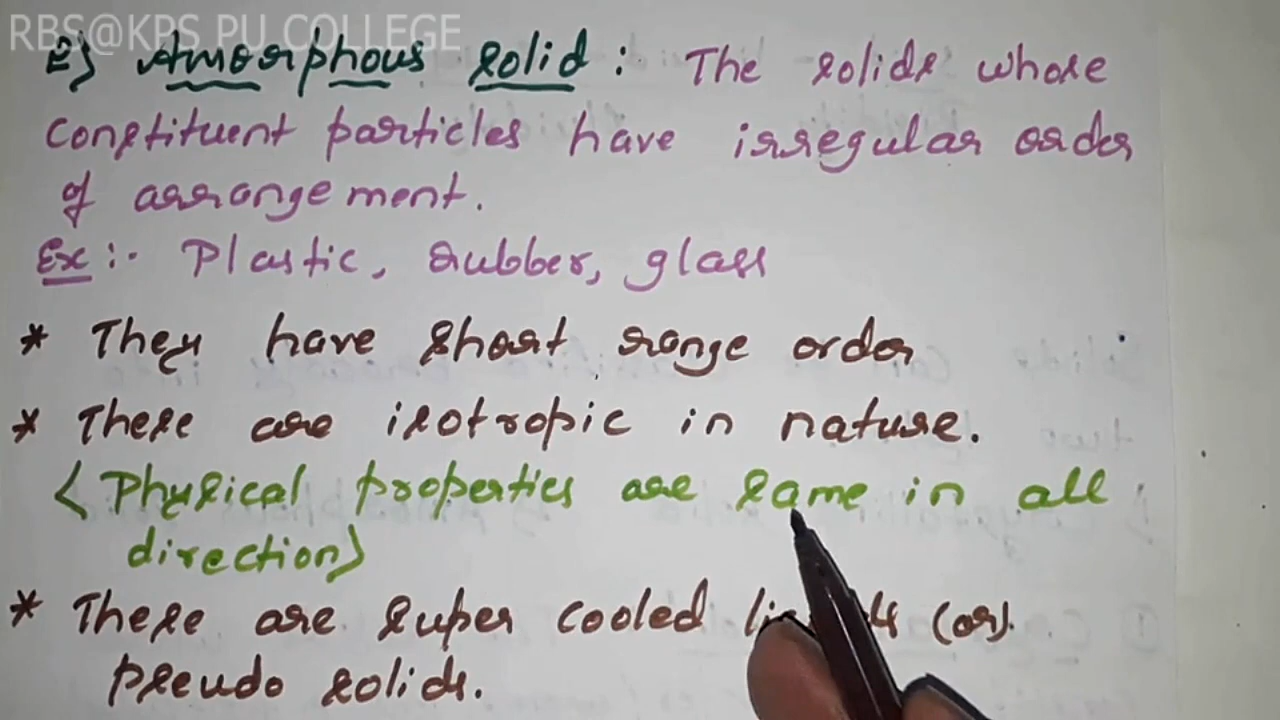 RBS@KPS PU COLLEGE
2) Amorphous solid : The solids whose
constituent particles have irregular order
of arrangement.
Ex :- Plastic, rubber, glass
* They have short range order
* These are isotropic in nature.
(Physical properties are same in all
direction)
* These are super cooled (or).
pseudo solids.